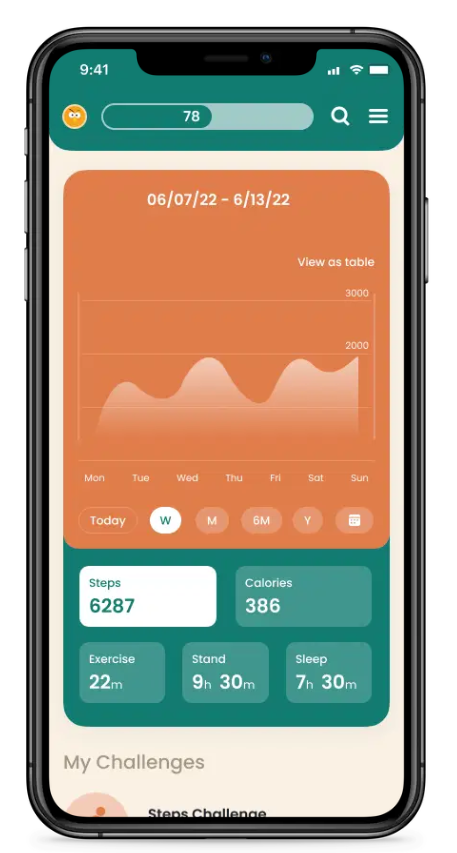 9:41
78
06/07/22 - 6/13/22
View as table
3000
2000
Mon Tue Wed Thu Fri Sat Sun
Today W M 6M Y
Steps Calories
6287 386
Exercise Stand Sleep
22m 9h 30m 7h 30m
My Challenges
Steps Challenge